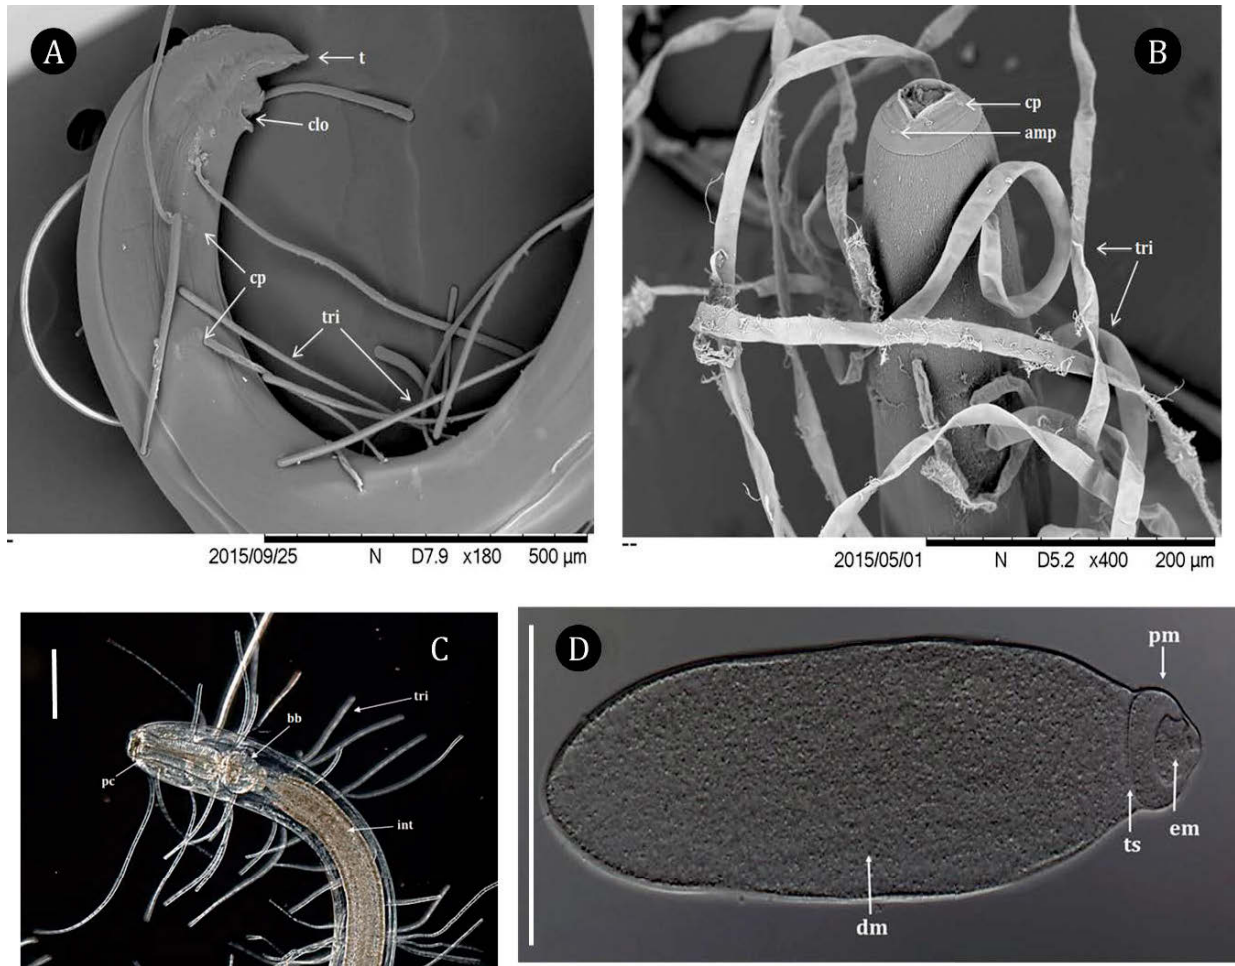 A
t
clo
cp
tri
2015/09/25 N D7.9 x180 500 µm
B
cp
amp
tri
2015/05/01 N D5.2 x400 200 µm
C
tri
bb
pc
int
D
pm
ts
em
dm